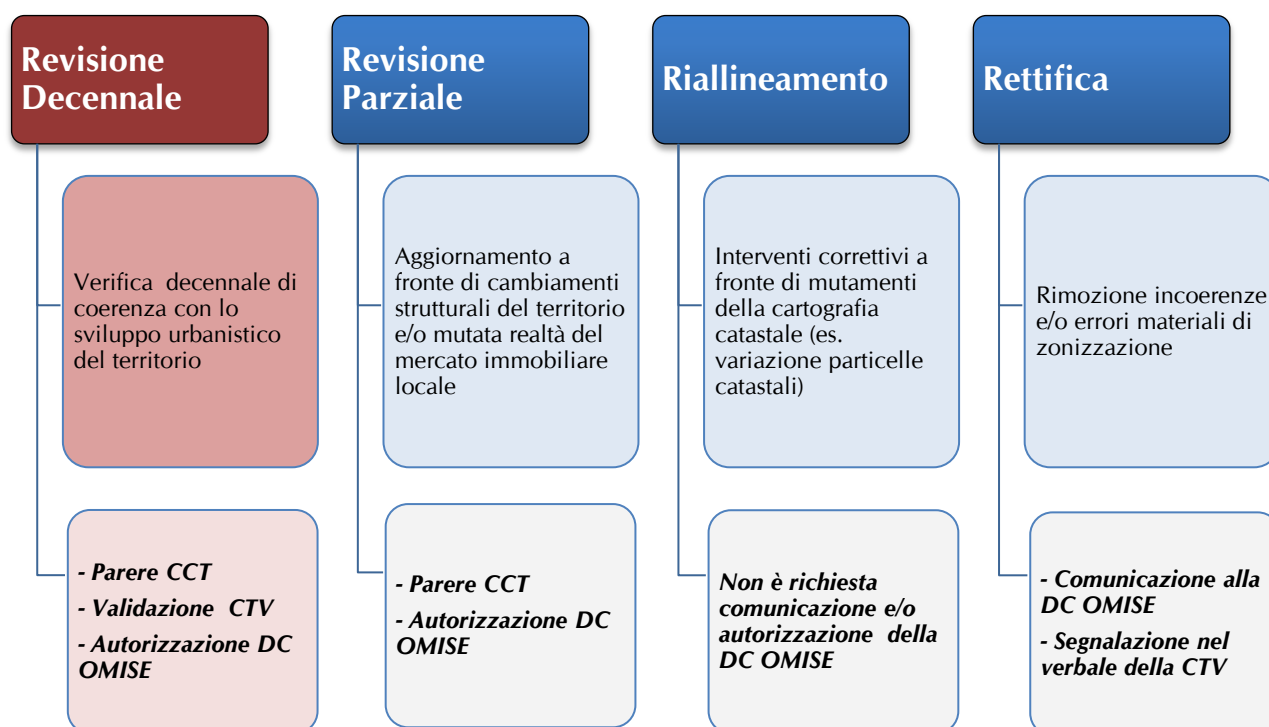 Revisione
Decennale
Verifica decennale di
coerenza con lo
sviluppo urbanistico
del territorio
- Parere CCT
- Validazione CTV
- Autorizzazione DC
OMISE
Revisione
Parziale
Aggiornamento a
fronte di cambiamenti
strutturali del territorio
e/o mutata realtà del
mercato immobiliare
locale
- Parere CCT
- Autorizzazione DC
OMISE
Riallineamento
Interventi correttivi a
fronte di mutamenti
della cartografia
catastale (es.
variazione particelle
catastali)
Non è richiesta
comunicazione e/o
autorizzazione della
DC OMISE
Rettifica
Rimozione incoerenze
e/o errori materiali di
zonizzazione
- Comunicazione alla
DC OMISE
- Segnalazione nel
verbale della CTV